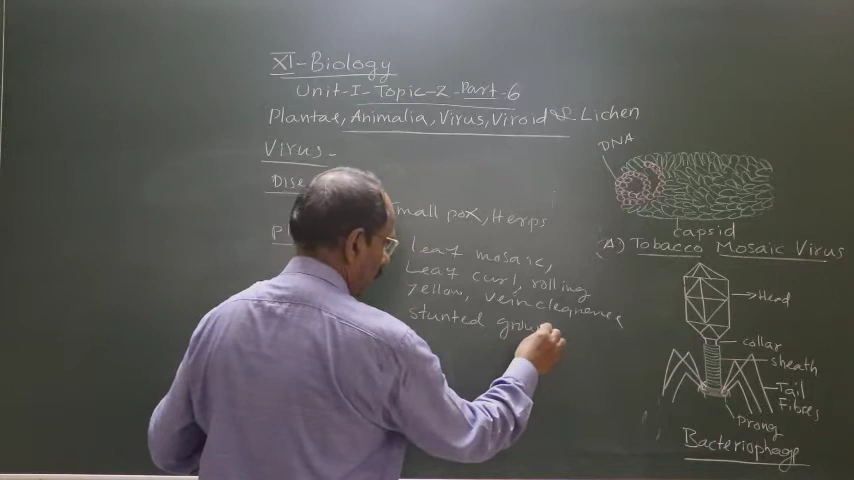 XI-Biology
Unit-I-Topic-2-Part-6
Plantae, Animalia, Virus, Viroid & Lichen
Virus-
Dise
Small pox, Herps
P
leaf mosaic,
Leaf curl, rolling
Yellow, vein
stunted grow
DNA
capsid
(A) Tobacco Mosaic Virus
Head
collar
sheath
Tail
Fibres
Prong
Bacteriophage